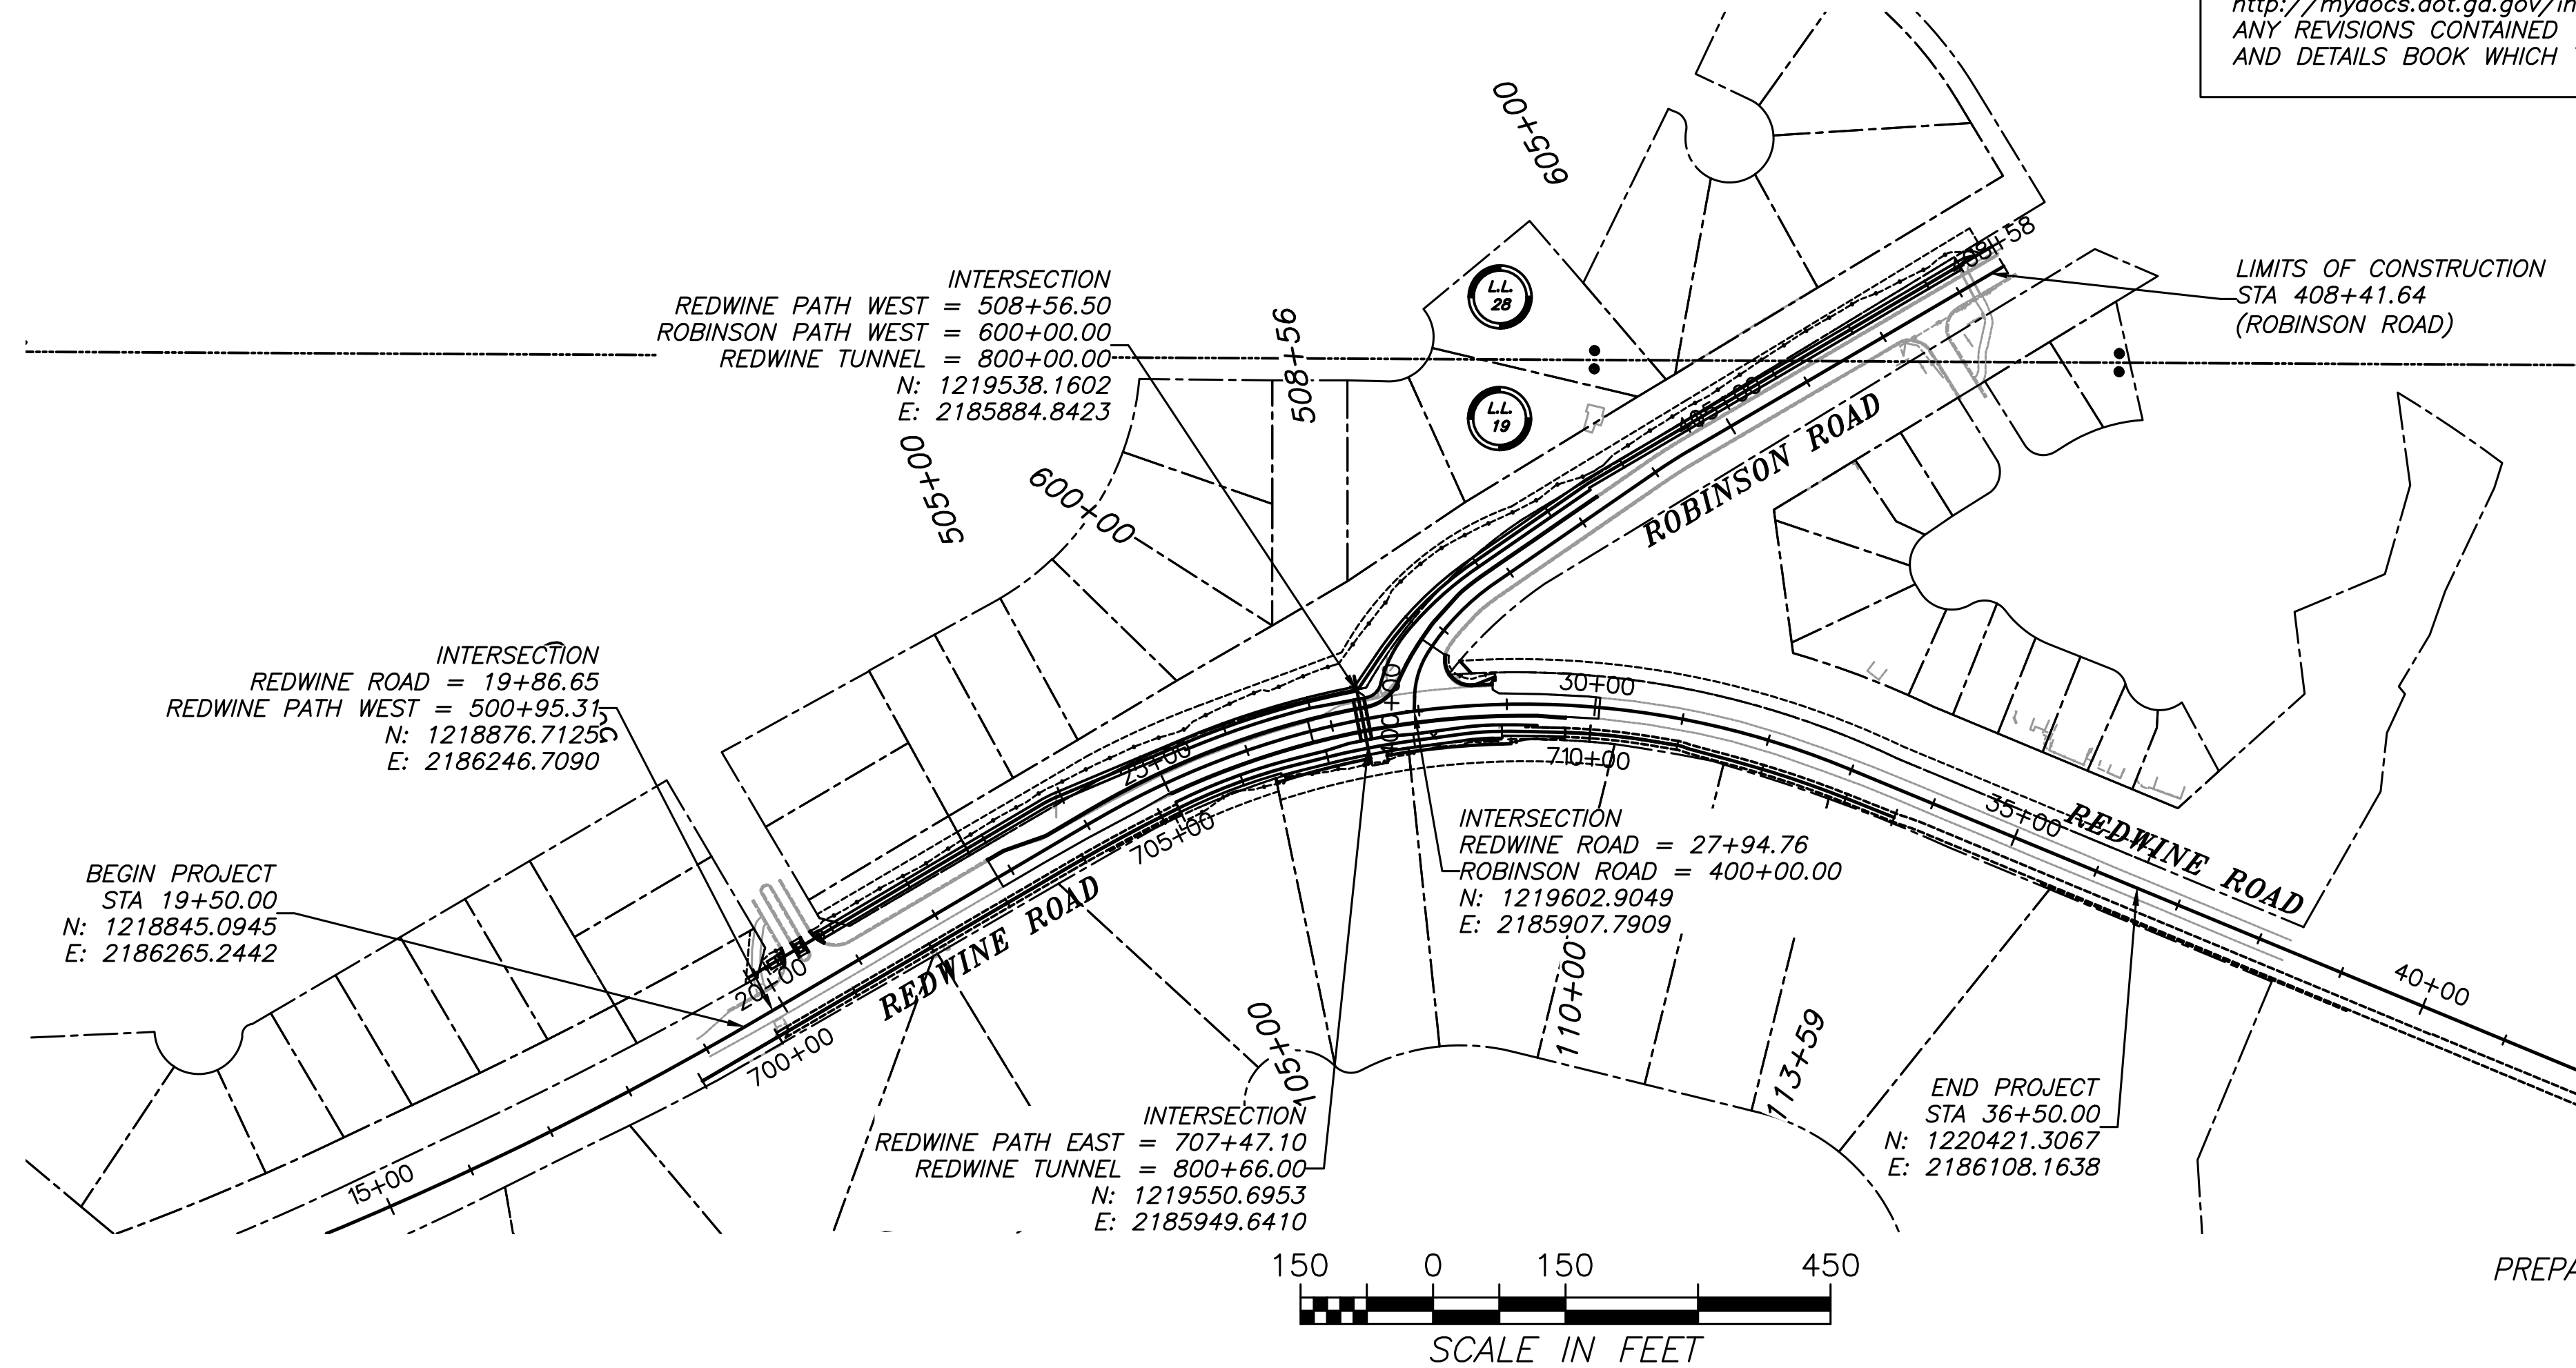 http://mydocs.dot.ga.gov/in
ANY REVISIONS CONTAINED
AND DETAILS BOOK WHICH
605+00
408+58
LIMITS OF CONSTRUCTION
STA 408+41.64
(ROBINSON ROAD)
INTERSECTION
REDWINE PATH WEST = 508+56.50
ROBINSON PATH WEST = 600+00.00
REDWINE TUNNEL = 800+00.00
N: 1219538.1602
E: 2185884.8423
508+56
L.L.
28
L.L.
19
405+00
ROBINSON ROAD
505+00
600+00
INTERSECTION
REDWINE ROAD = 19+86.65
REDWINE PATH WEST = 500+95.31
N: 1218876.7125
E: 2186246.7090
400+00
30+00
25+00
710+00
705+00
35+00
REDWINE ROAD
INTERSECTION
REDWINE ROAD = 27+94.76
ROBINSON ROAD = 400+00.00
N: 1219602.9049
E: 2185907.7909
BEGIN PROJECT
STA 19+50.00
N: 1218845.0945
E: 2186265.2442
20+00
REDWINE ROAD
700+00
40+00
110+00
105+00
113+59
15+00
INTERSECTION
REDWINE PATH EAST = 707+47.10
REDWINE TUNNEL = 800+66.00
N: 1219550.6953
E: 2185949.6410
END PROJECT
STA 36+50.00
N: 1220421.3067
E: 2186108.1638
150 0 150 450
SCALE IN FEET
PREPA